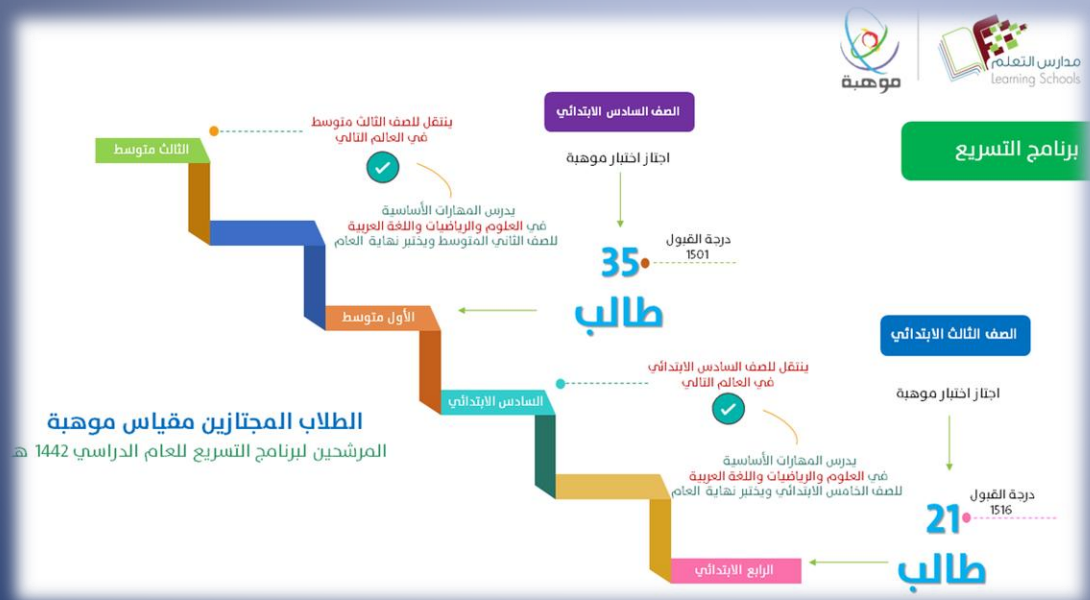 موهبة
مدارس التعلم
Learning Schools
برنامج التسريع
الصف السادس الابتدائي
اجتاز اختبار موهبة
درجة القبول
1501
35
طالب
ينتقل للصف الثالث متوسط
في العالم التالي
يدرس المهارات الأساسية
في العلوم والرياضيات واللغة العربية
للصف الثاني المتوسط ويختبر نهاية العام
الثالث متوسط
الأول متوسط
الصف الثالث الابتدائي
اجتاز اختبار موهبة
درجة القبول
1516
21
طالب
ينتقل للصف السادس الابتدائي
في العالم التالي
يدرس المهارات الأساسية
في العلوم والرياضيات واللغة العربية
للصف الخامس الابتدائي ويختبر نهاية العام
السادس الابتدائي
الرابع الابتدائي
الطلاب المجتازين مقياس موهبة
المرشحين لبرنامج التسريع للعام الدراسي 1442 هـ